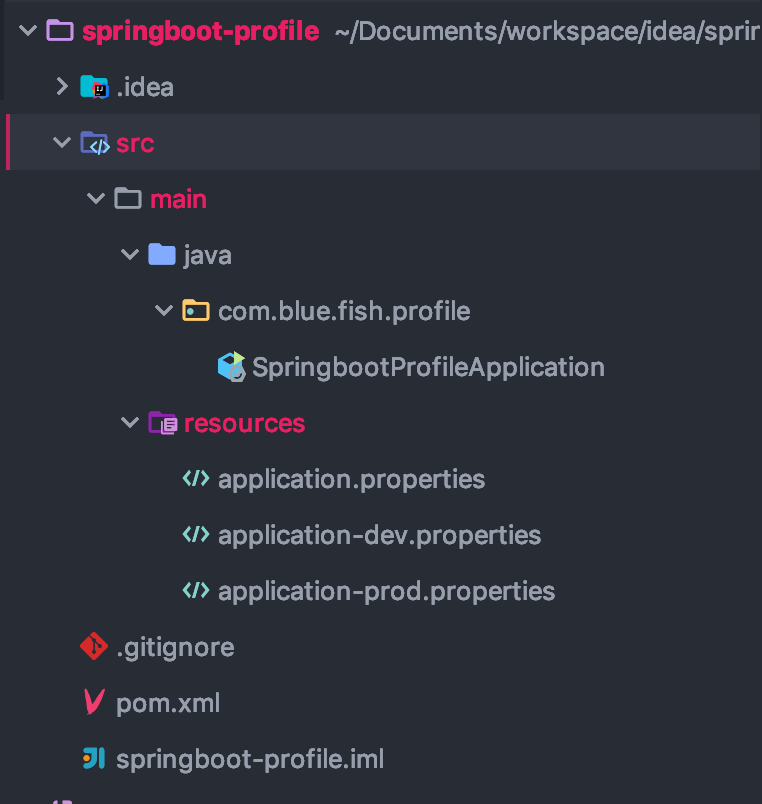 springboot-profile ~/Documents/workspace/idea/sprin
.idea
src
main
java
com.blue.fish.profile
SpringbootProfileApplication
resources
application.properties
application-dev.properties
application-prod.properties
.gitignore
pom.xml
springboot-profile.iml